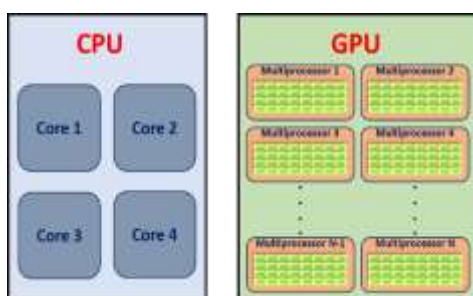 CPU
Core 1 Core 2
Core 3 Core 4
GPU
Multiprocessor 1 Multiprocessor 2
Multiprocessor 3 Multiprocessor 4
Multiprocessor N-1 Multiprocessor N